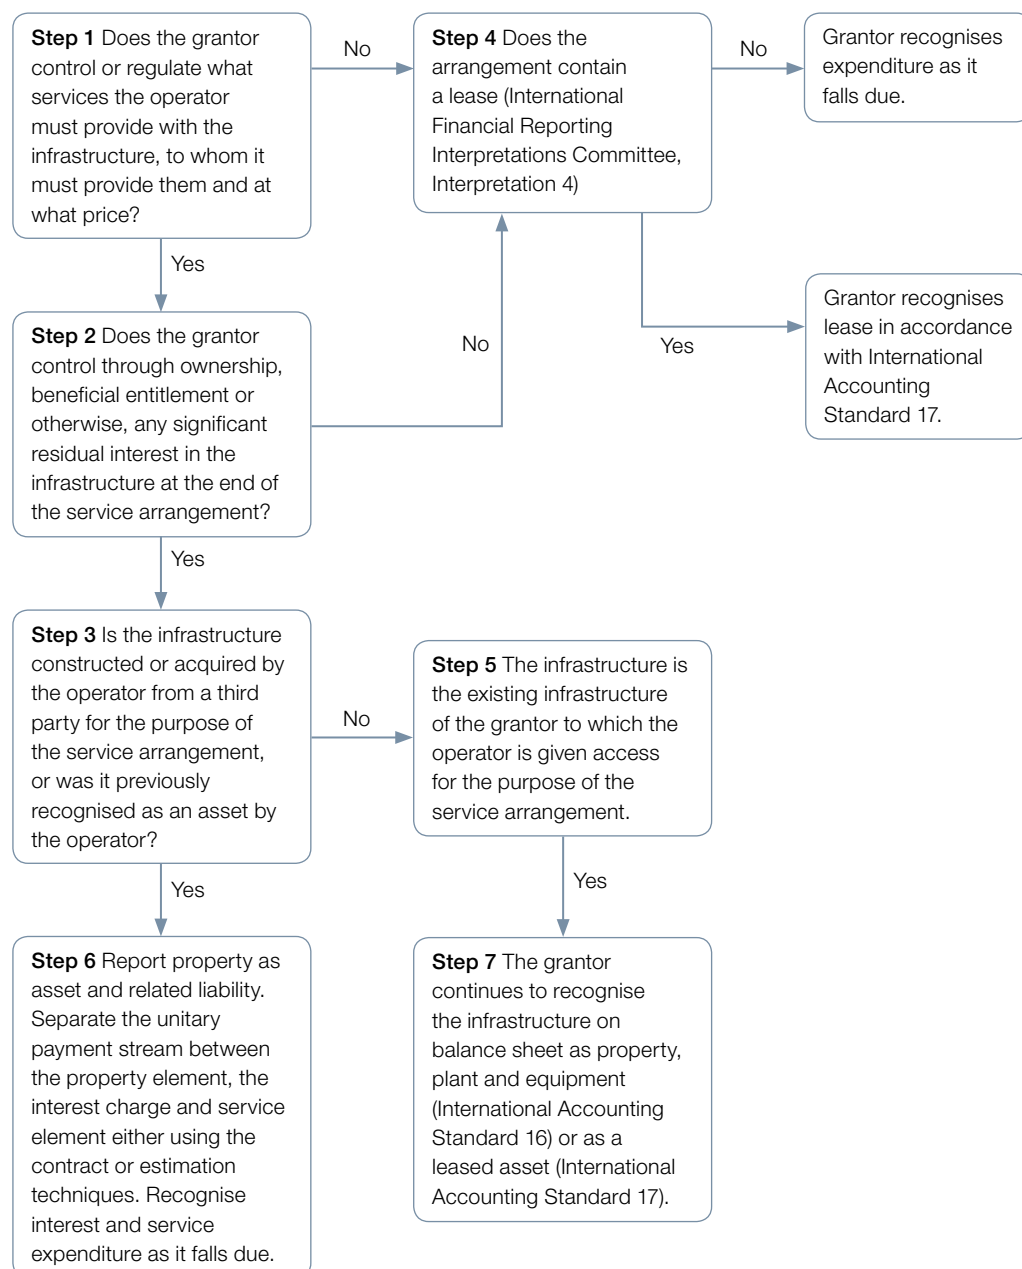 Step 1 Does the grantor
control or regulate what
services the operator
must provide with the
infrastructure, to whom it
must provide them and at
what price?
No
Step 4 Does the
arrangement contain
a lease (International
Financial Reporting
Interpretations Committee,
Interpretation 4)
No
Grantor recognises
expenditure as it
falls due.
Yes
Step 2 Does the grantor
control through ownership,
beneficial entitlement or
otherwise, any significant
residual interest in the
infrastructure at the end of
the service arrangement?
No
Yes
Grantor recognises
lease in accordance
with International
Accounting
Standard 17.
Yes
Step 3 Is the infrastructure
constructed or acquired by
the operator from a third
party for the purpose of
the service arrangement,
or was it previously
recognised as an asset by
the operator?
No
Step 5 The infrastructure is
the existing infrastructure
of the grantor to which the
operator is given access
for the purpose of the
service arrangement.
Yes
Yes
Step 6 Report property as
asset and related liability.
Separate the unitary
payment stream between
the property element, the
interest charge and service
element either using the
contract or estimation
techniques. Recognise
interest and service
expenditure as it falls due.
Step 7 The grantor
continues to recognise
the infrastructure on
balance sheet as property,
plant and equipment
(International Accounting
Standard 16) or as a
leased asset (International
Accounting Standard 17).